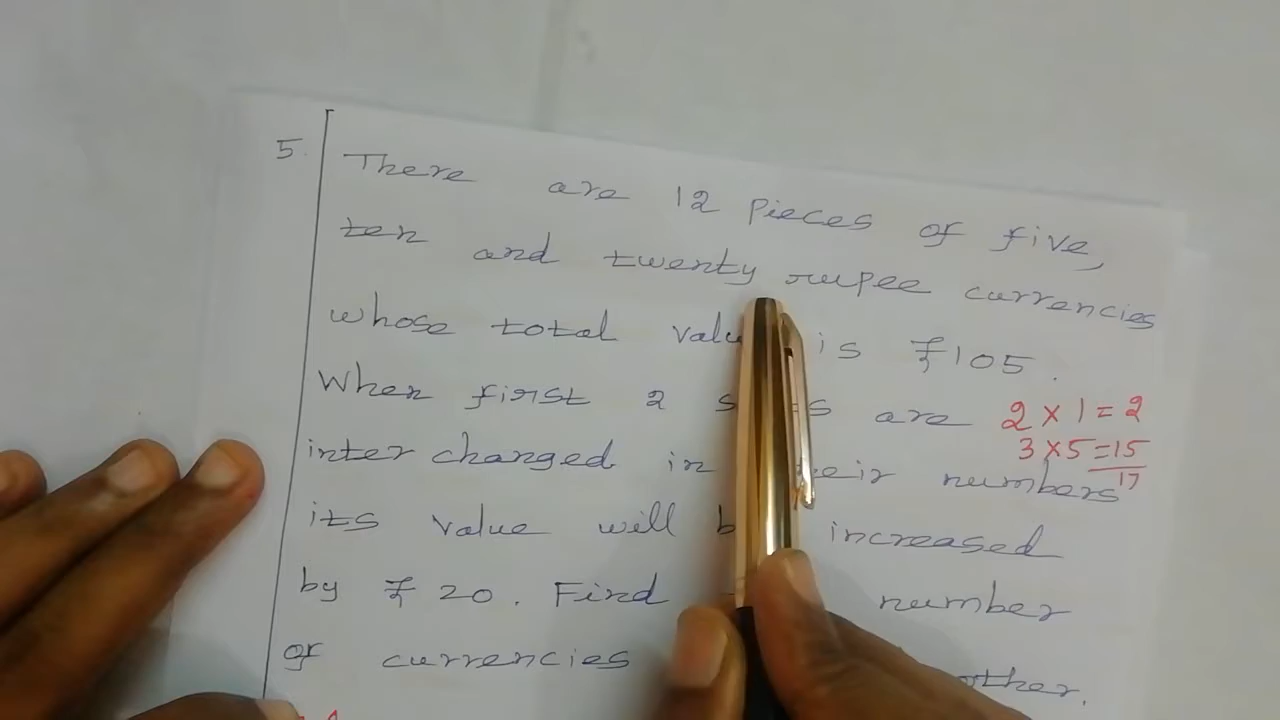 5. There are 12 pieces of five,
ten and twenty rupee currencies
whose total is ₹105.
When first 2 are
interchanged in numbers
its value will increased
by ₹ 20. Find number
of currencies other.
2 × 1 = 2
3 × 5 = 15
17